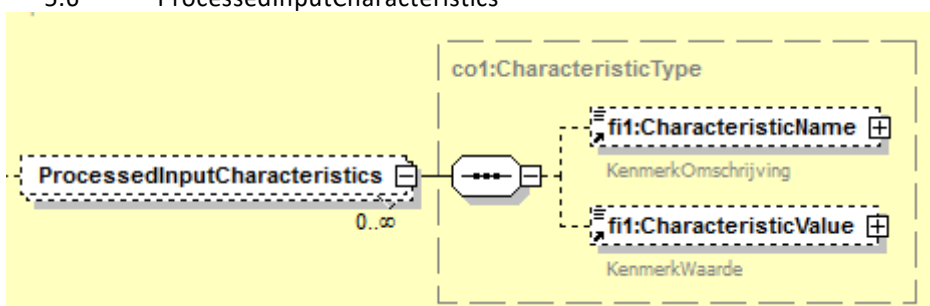 ProcessedInputCharacteristics
co1:CharacteristicType
fi1:CharacteristicName
KenmerkOmschrijving
ProcessedInputCharacteristics
0..∞
fi1:CharacteristicValue
KenmerkWaarde